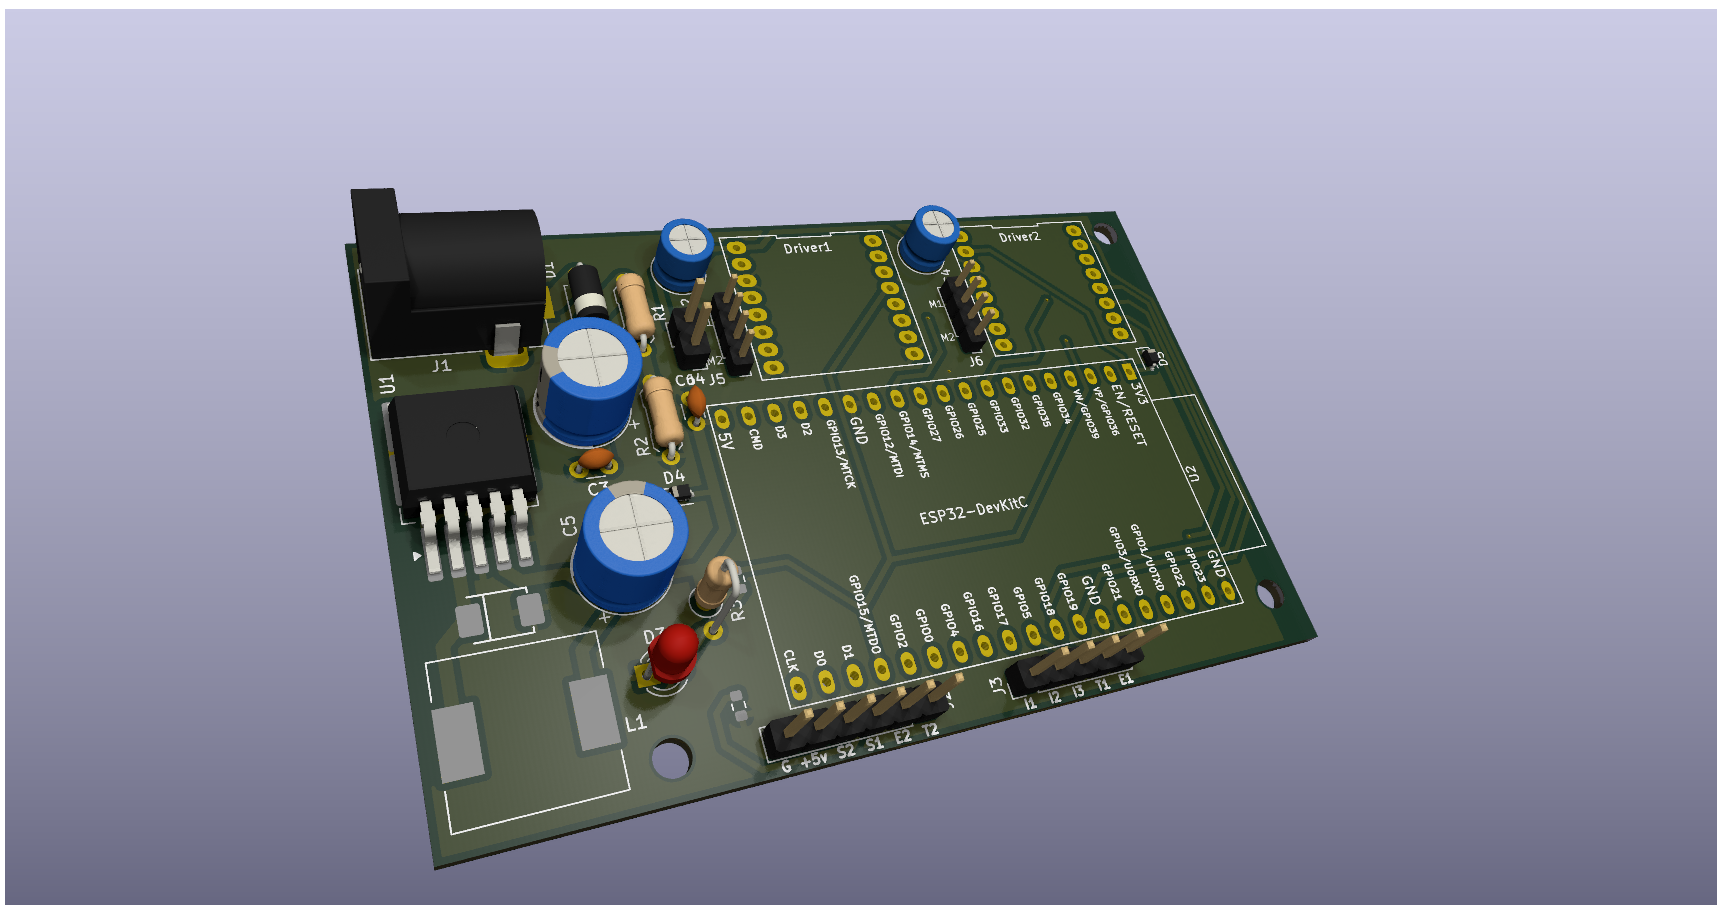 Driver1
Driver2
R1
M1
M2
M2
J1
U1
J5
J6
R2
+
D4
C3
C5
+
D3
R3
L1
5V
CMD
D3
D2
GPIO13/MTCK
GND
GPIO12/MTDI
GPIO14/MTMS
GPIO27
GPIO26
GPIO25
GPIO33
GPIO32
GPIO35
GPIO34
VN/GPIO39
VP/GPIO36
EN/RESET
3V3
U2
ESP32-DevKitC
CLK
D0
D1
GPIO15/MTDO
GPIO2
GPIO0
GPIO4
GPIO16
GPIO17
GPIO5
GPIO18
GPIO19
GND
GPIO21
GPIO3/U0RXD
GPIO1/U0TXD
GPIO22
GPIO23
GND
J3
I1 I2 I3 T1 E1
G +5v S2 S1 E2 T2